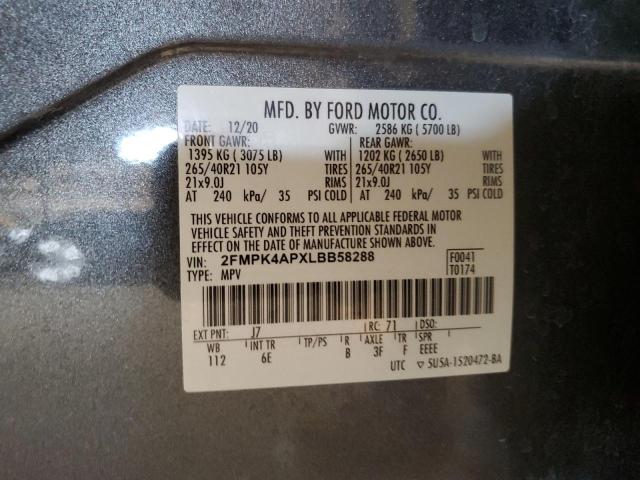 MFD. BY FORD MOTOR CO.
DATE: 12/20 GVWR: 2586 KG ( 5700 LB)
FRONT GAWR: REAR GAWR:
1395 KG ( 3075 LB) WITH 1202 KG ( 2650 LB) WITH
265/40R21 105Y TIRES 265/40R21 105Y TIRES
21x9.0J RIMS 21x9.0J RIMS
AT 240 kPa/ 35 PSI COLD AT 240 kPa/ 35 PSI COLD
THIS VEHICLE CONFORMS TO ALL APPLICABLE FEDERAL MOTOR
VEHICLE SAFETY AND THEFT PREVENTION STANDARDS IN
EFFECT ON THE DATE OF MANUFACTURE SHOWN ABOVE.
VIN: 2FMPK4APXLBB58288 F0041
TYPE: MPV T0174
EXT PNT: J7 RC: 71 DSO:
WB INT TR TP/PS R AXLE TR SPR
112 6E B 3F F EEEE
UTC ▽ 5U5A-1520472-BA